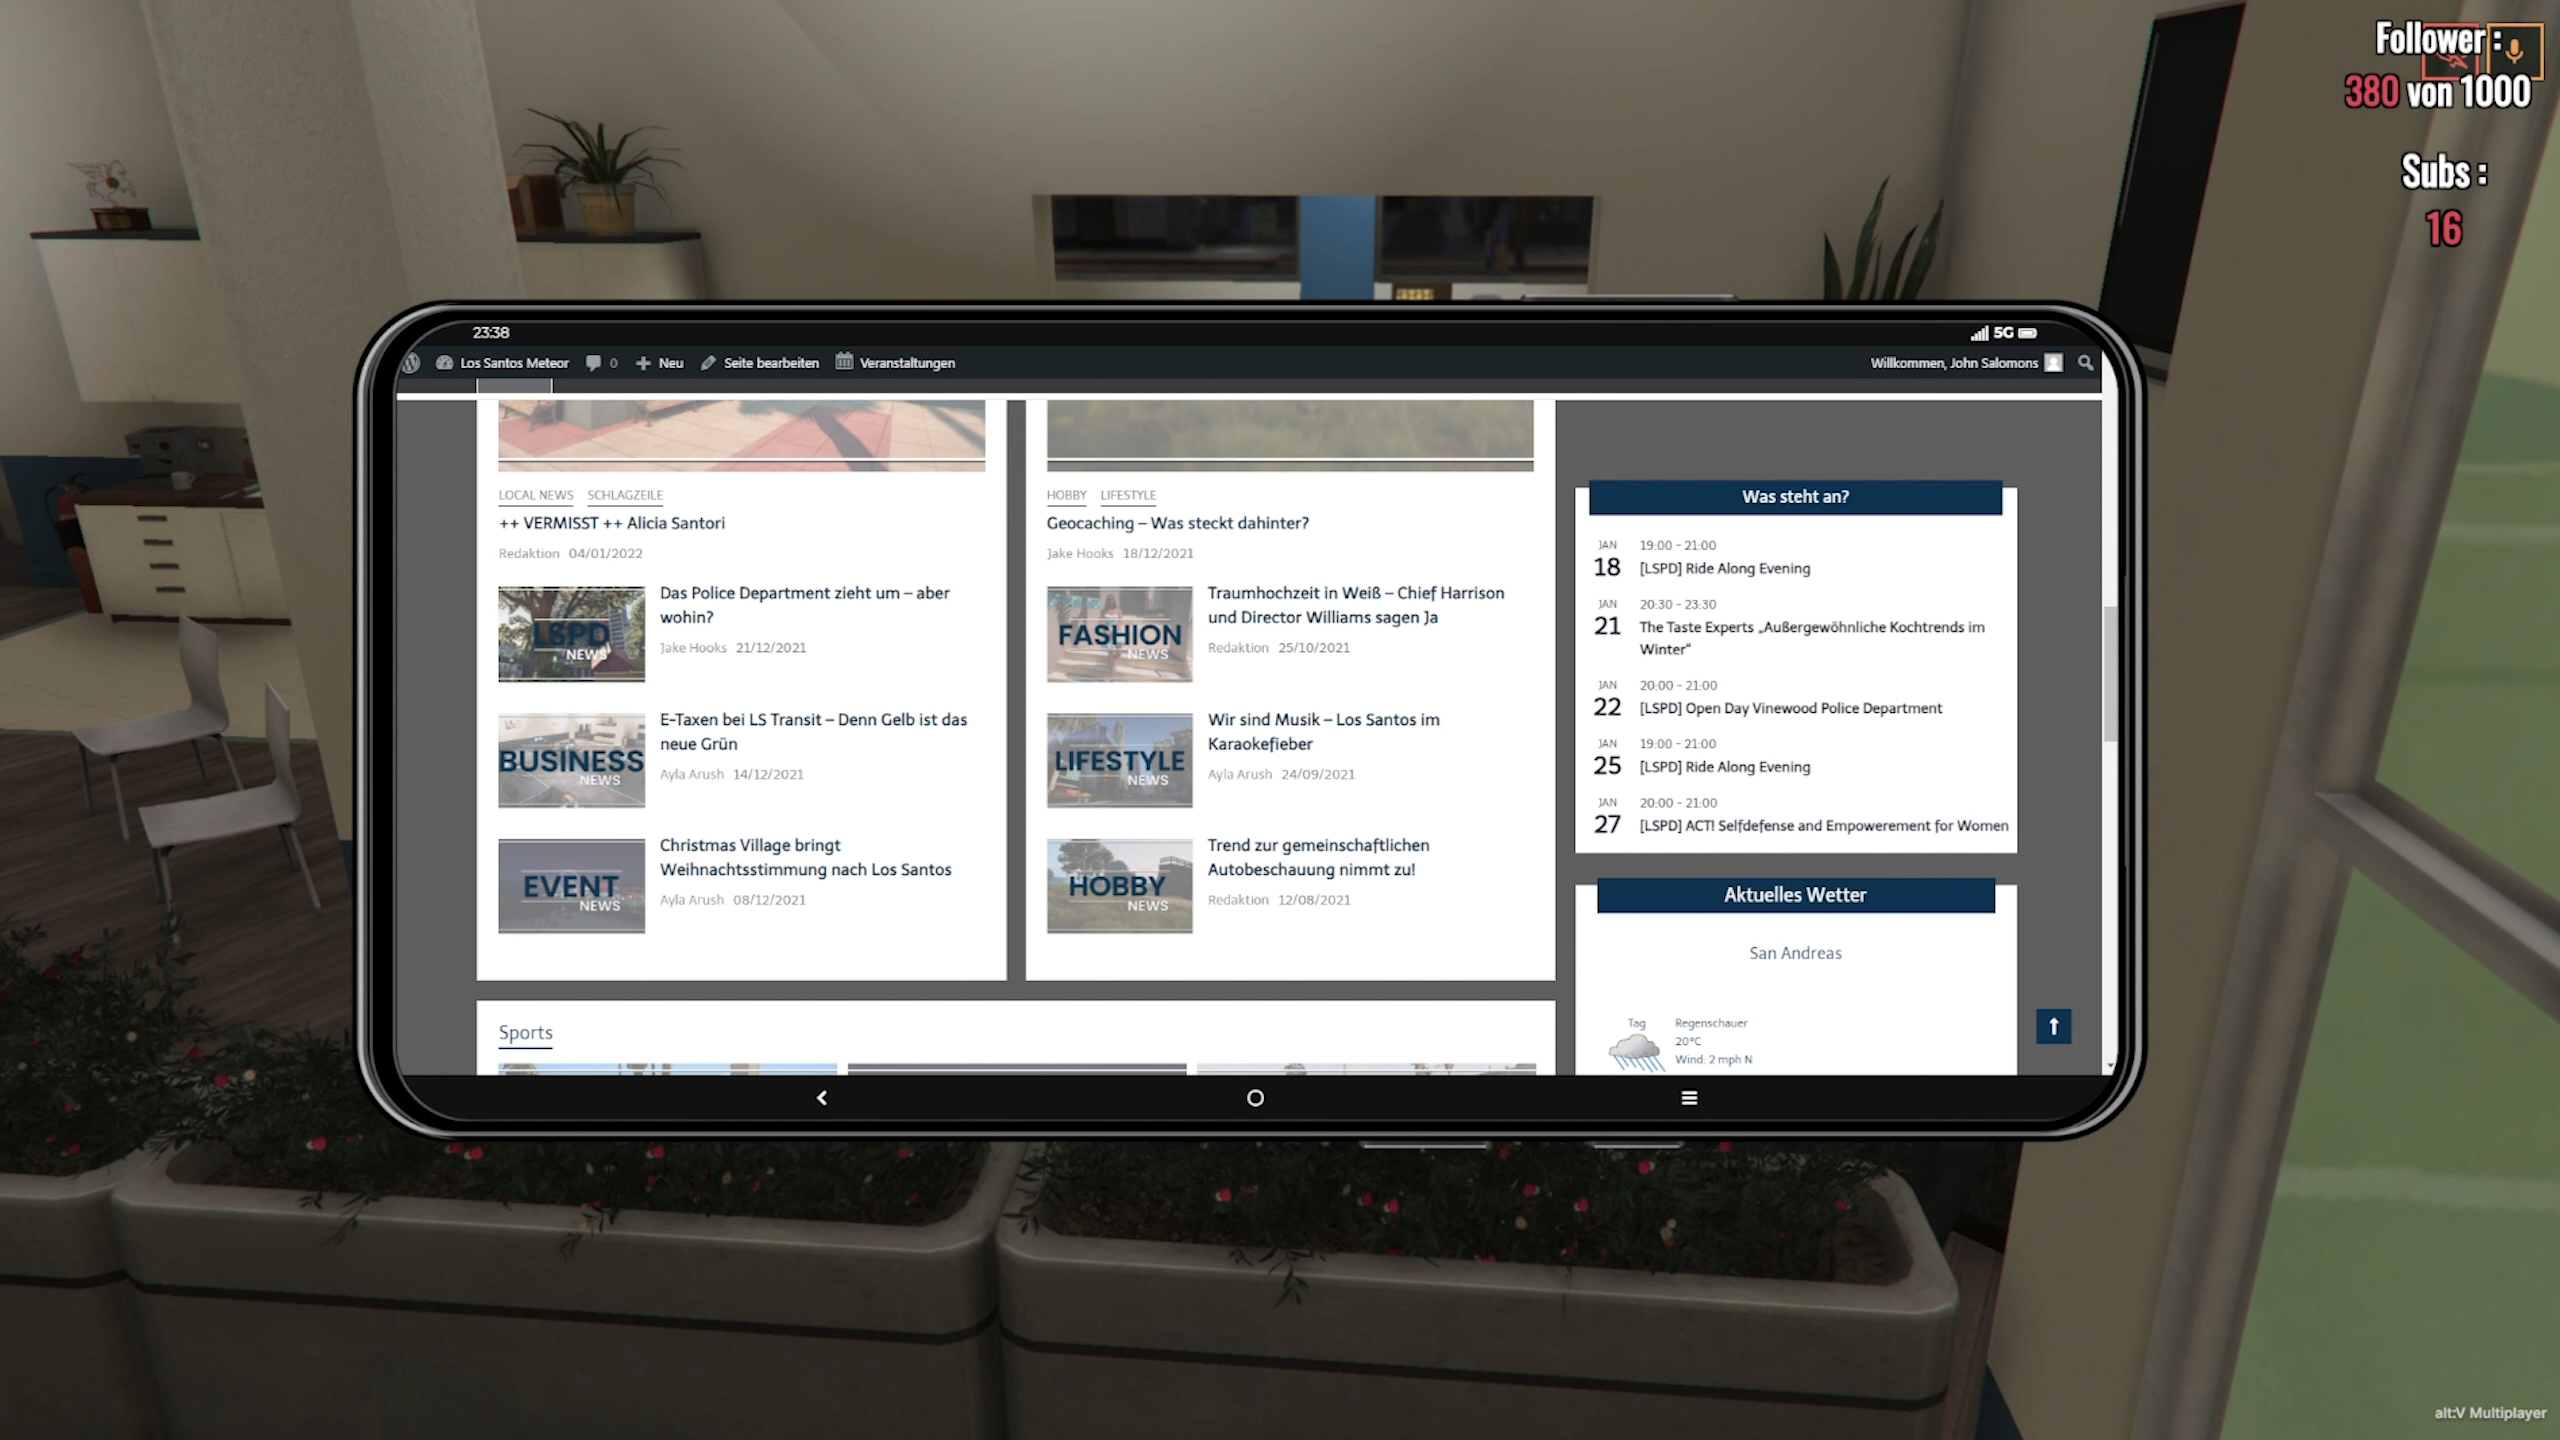 Follower :
380 von 1000
Subs :
16
23:38
5G
Los Santos Meteor
0
Neu
Seite bearbeiten
Veranstaltungen
Willkommen, John Salomons
LOCAL NEWS SCHLAGZEILE
++ VERMISST ++ Alicia Santori
Redaktion 04/01/2022
LSPD
NEWS
Das Police Department zieht um – aber
wohin?
Jake Hooks 21/12/2021
BUSINESS
NEWS
E-Taxen bei LS Transit – Denn Gelb ist das
neue Grün
Ayla Arush 14/12/2021
EVENT
NEWS
Christmas Village bringt
Weihnachtsstimmung nach Los Santos
Ayla Arush 08/12/2021
HOBBY LIFESTYLE
Geocaching – Was steckt dahinter?
Jake Hooks 18/12/2021
FASHION
NEWS
Traumhochzeit in Weiß – Chief Harrison
und Director Williams sagen Ja
Redaktion 25/10/2021
LIFESTYLE
NEWS
Wir sind Musik – Los Santos im
Karaokefieber
Ayla Arush 24/09/2021
HOBBY
NEWS
Trend zur gemeinschaftlichen
Autobeschauung nimmt zu!
Redaktion 12/08/2021
Sports
Was steht an?
JAN 19:00 - 21:00
18 [LSPD] Ride Along Evening
JAN 20:30 - 23:30
21 The Taste Experts „Außergewöhnliche Kochtrends im
Winter“
JAN 20:00 - 21:00
22 [LSPD] Open Day Vinewood Police Department
JAN 19:00 - 21:00
25 [LSPD] Ride Along Evening
JAN 20:00 - 21:00
27 [LSPD] ACT! Selfdefense and Empowerement for Women
Aktuelles Wetter
San Andreas
Tag Regenschauer
20°C
Wind: 2 mph N
alt:V Multiplayer